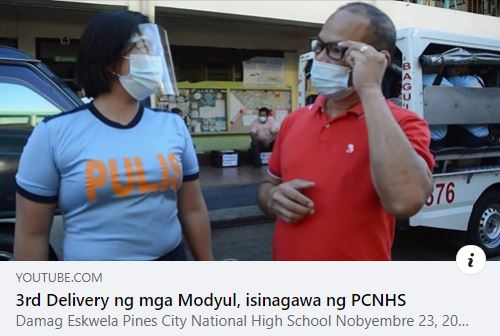 PULIS
BAGU
676
i
YOUTUBE.COM
3rd Delivery ng mga Modyul, isinagawa ng PCNHS
Damag Eskwela Pines City National High School Nobyembre 23, 20...